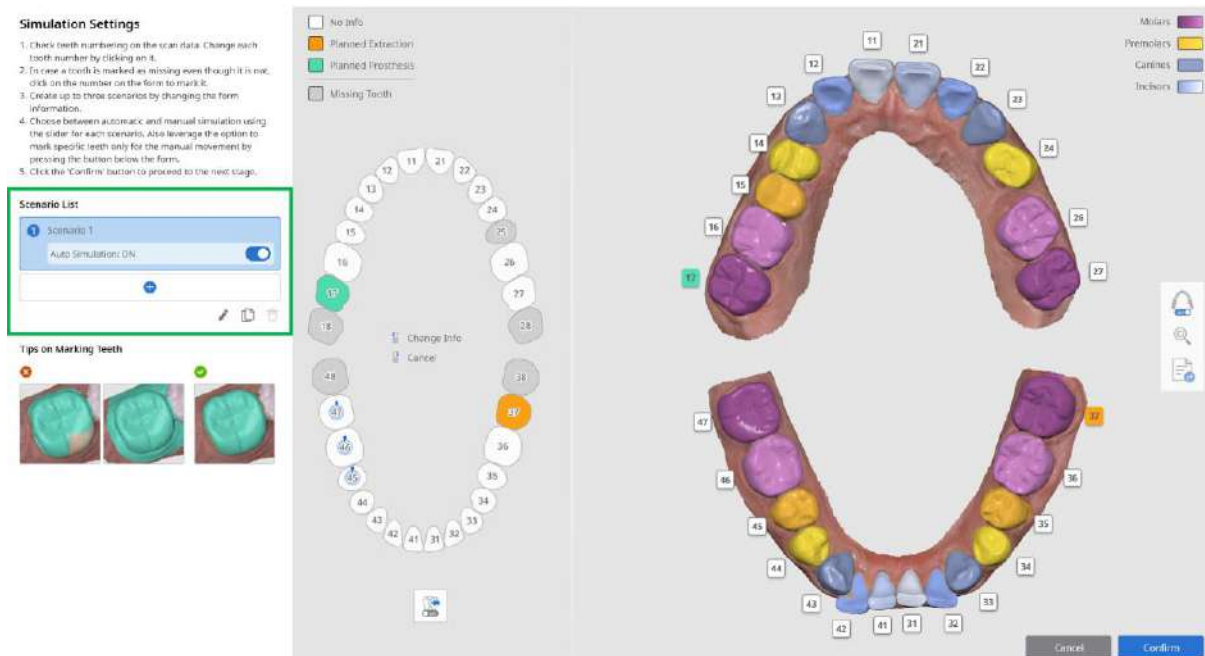 Simulation Settings
1. Check teeth numbering on the scan data. Change each
tooth number by clicking on it.
2. In case a tooth is marked as missing even though it is not,
click on the number on the form to mark it.
3. Create up to three scenarios by changing the form
information.
4. Choose between automatic and manual simulation using
the slider for each scenario. Also leverage the option to
mark specific teeth only for the manual movement by
pressing the button below the form.
5. Click the 'Confirm' button to proceed to the next stage.
Scenario List
1 Scenario 1
Auto Simulation: ON
Tips on Marking Teeth
No Info
Planned Extraction
Planned Prosthesis
Missing Tooth
11 21
12 22
13 23
14 24
15 25
16 26
17 27
18 28
Change Info
Cancel
48 38
47 37
46 36
45 35
44 34
43 33
42 41 31 32
Molars
Premolars
Canines
Incisors
11 21
12 22
13 23
14 24
15
16 26
17 27
47 37
46 36
45 35
44 34
43 33
42 41 31 32
Cancel Confirm